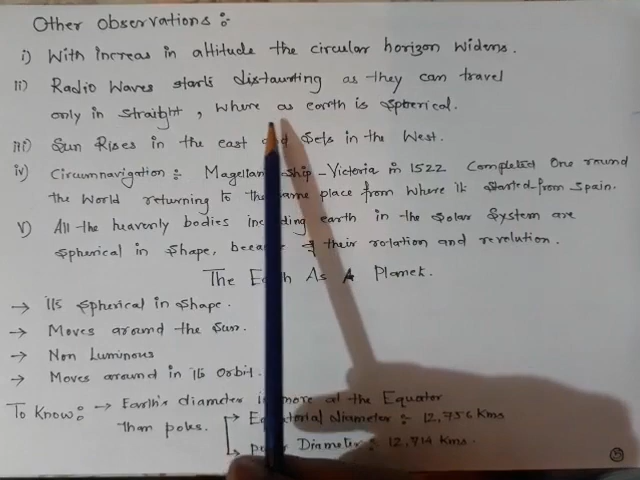 Other observations :-
i) With increas in altitude the circular horizon widens.
ii) Radio Waves starts distaunting as they can travel
only in straight, where as earth is spherical.
iii) Sun Rises in the east and sets in the West.
iv) Circumnavigation :- Magellan ship - Victoria in 1522 Completed One round
the World returning to the same place from where it started from Spain.
v) All the heavenly bodies including earth in the Solar System are
spherical in shape, because of their rotation and revolution.
The Earth As A Planet.
→ its spherical in shape.
→ Moves around the Sun.
→ Non Luminous
→ Moves around in its Orbit.
To Know :- → Earth's diameter is more at the Equator
than poles.
→ Equatorial diameter :- 12,756 Kms
→ polar Diameter :- 12,714 Kms.